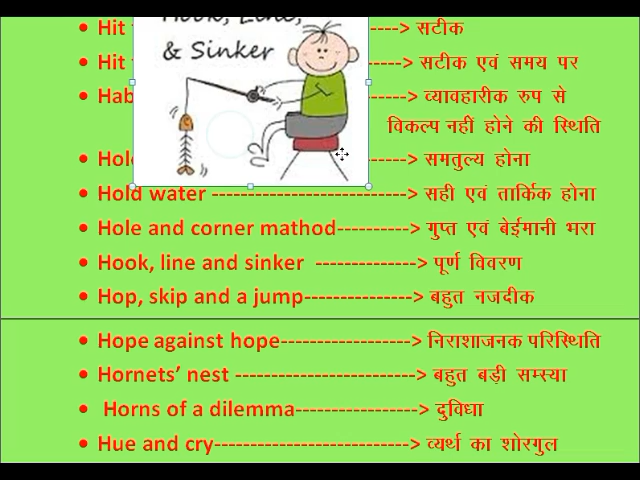 Hook, Line,
& Sinker
• Hit ----> सटीक
• Hit -----> सटीक एवं समय पर
• Hab -----> व्यावहारीक रुप से
विकल्प नहीं होने की स्थिति
• Hol -----> समतुल्य होना
• Hold water ---------------------------> सही एवं तार्किक होना
• Hole and corner mathod----------> गुप्त एवं बेईमानी भरा
• Hook, line and sinker --------------> पूर्ण विवरण
• Hop, skip and a jump---------------> बहुत नजदीक
• Hope against hope------------------> निराशाजनक परिस्थिति
• Hornets’ nest -------------------------> बहुत बड़ी समस्या
• Horns of a dilemma-----------------> दुविधा
• Hue and cry---------------------------> व्यर्थ का शोरगुल